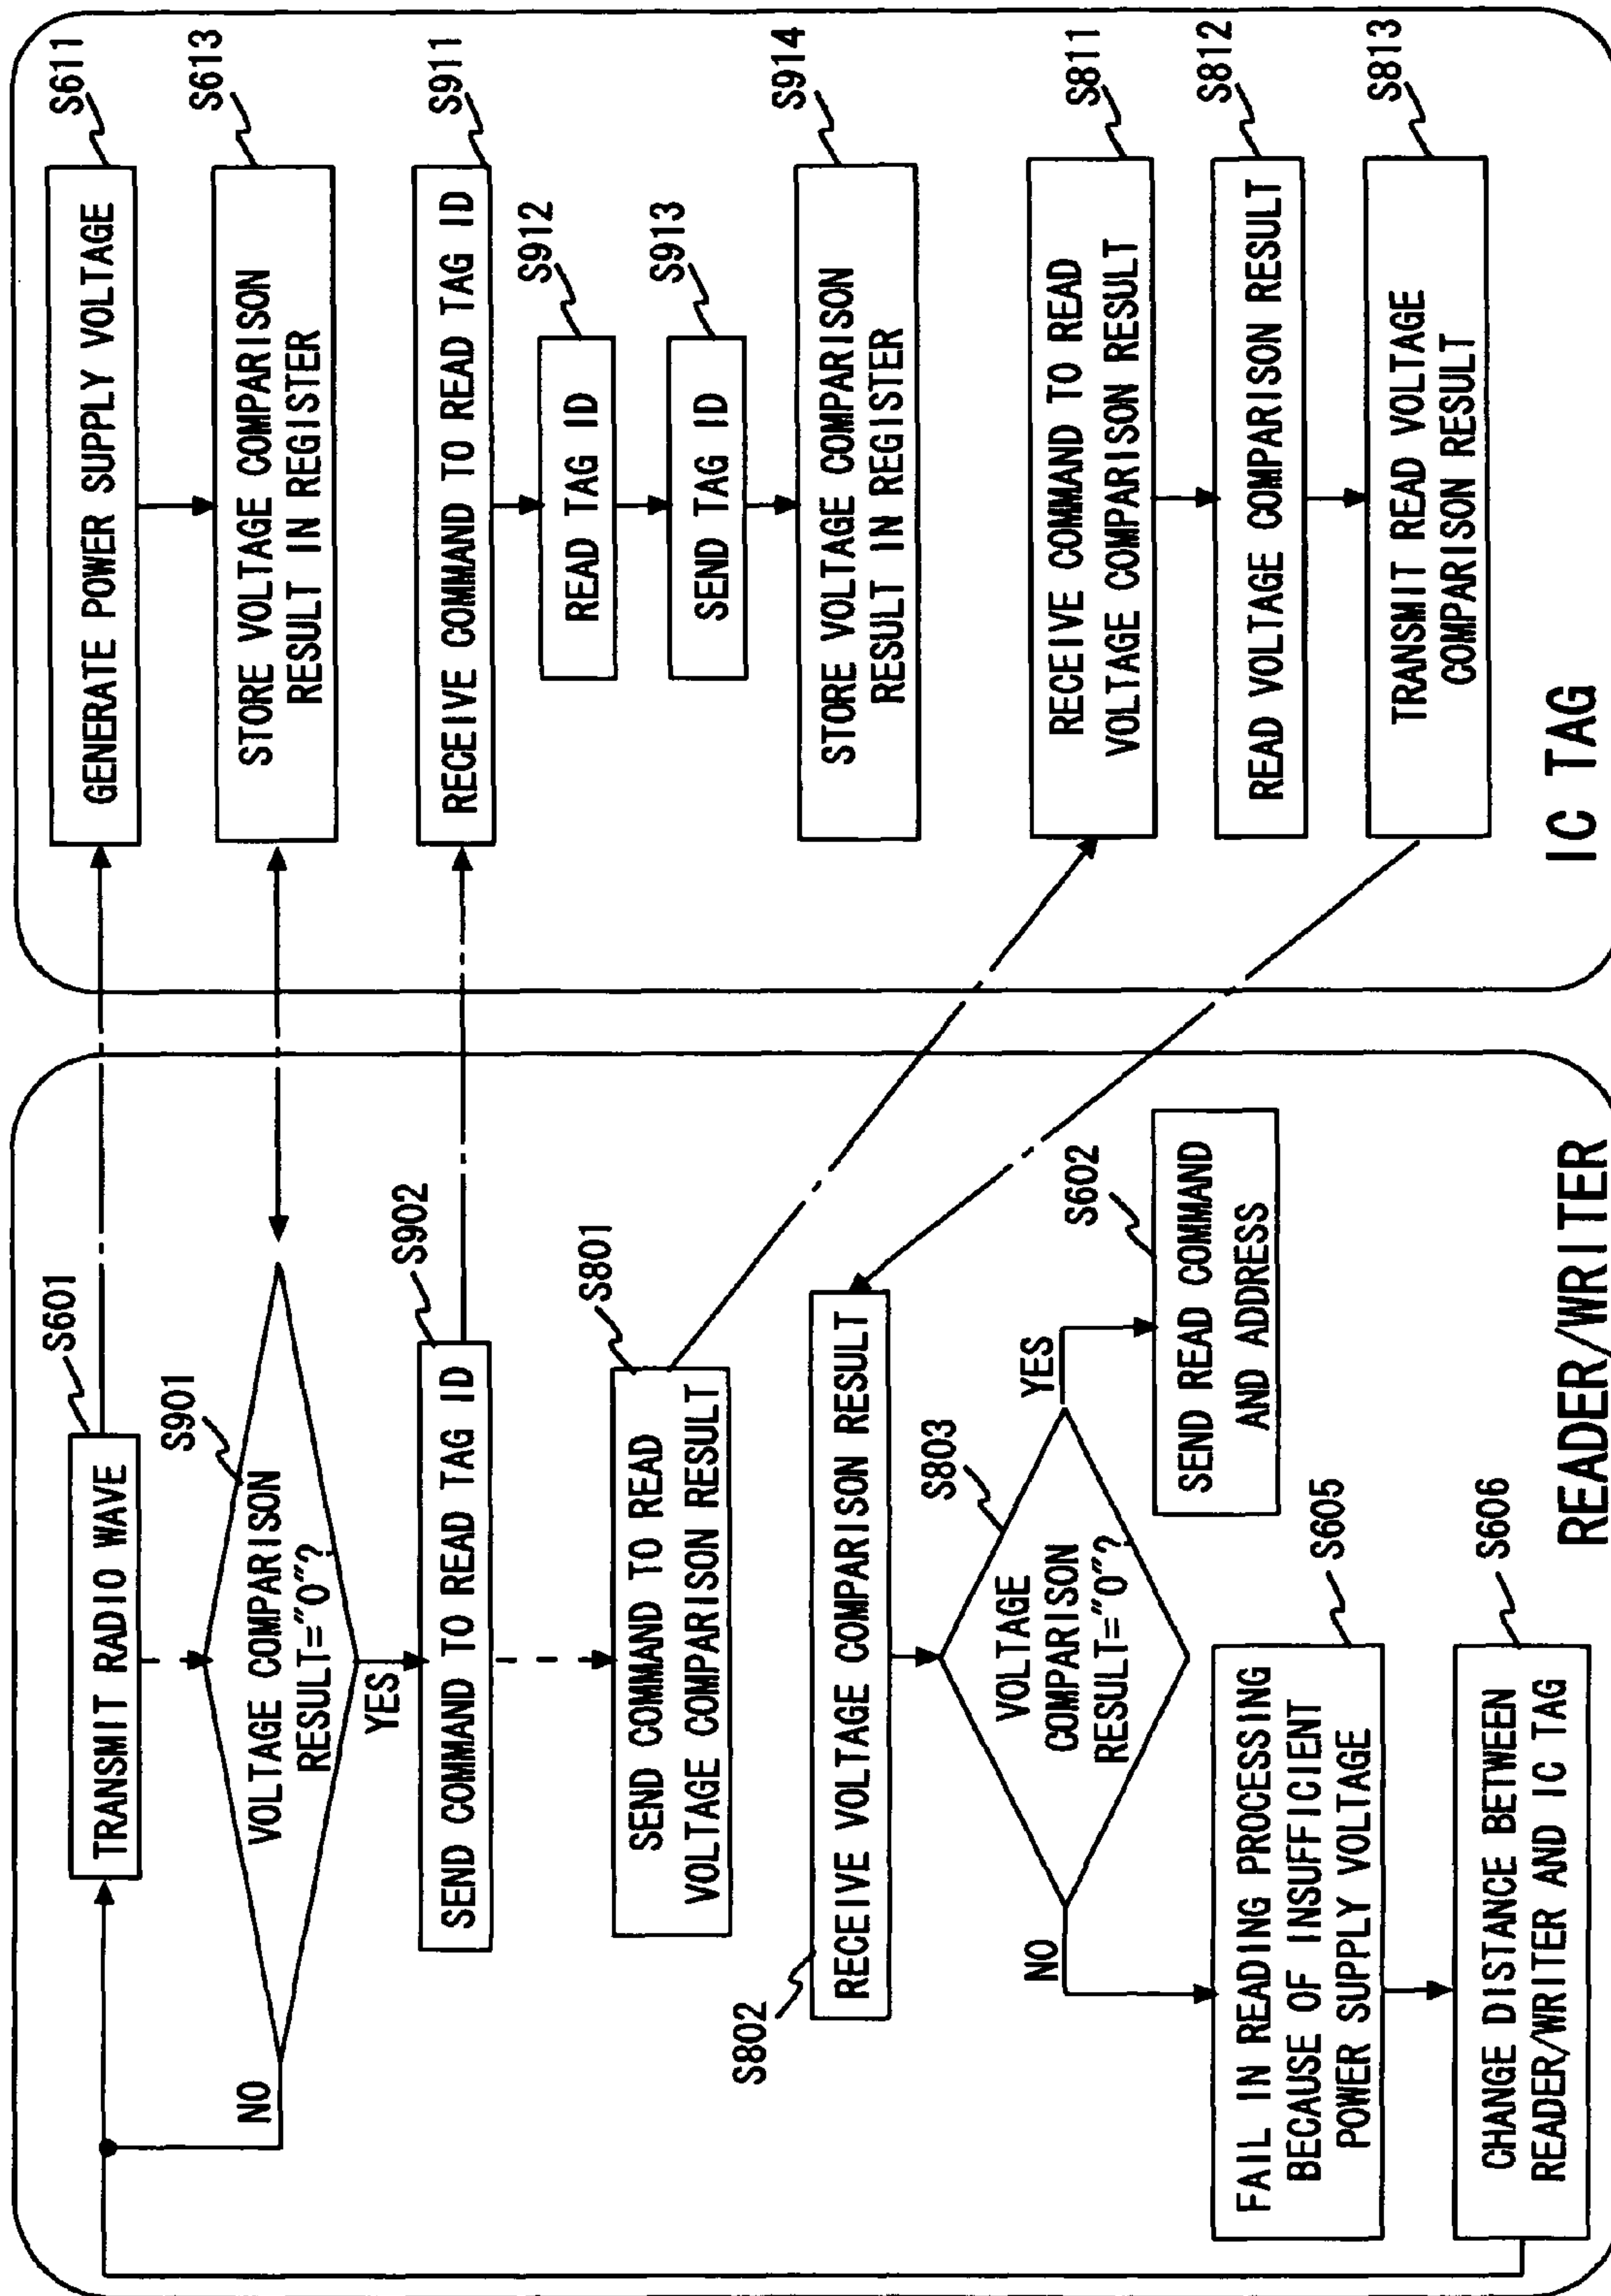 S601
TRANSMIT RADIO WAVE
S901
VOLTAGE COMPARISON
RESULT="0"?
NO
YES
S902
SEND COMMAND TO READ TAG ID
S801
SEND COMMAND TO READ
VOLTAGE COMPARISON RESULT
S802
RECEIVE VOLTAGE COMPARISON RESULT
S803
VOLTAGE
COMPARISON
RESULT="0"?
YES
NO
S602
SEND READ COMMAND
AND ADDRESS
S605
FAIL IN READING PROCESSING
BECAUSE OF INSUFFICIENT
POWER SUPPLY VOLTAGE
S606
CHANGE DISTANCE BETWEEN
READER/WRITER AND IC TAG
READER/WRITER
S611
GENERATE POWER SUPPLY VOLTAGE
S613
STORE VOLTAGE COMPARISON
RESULT IN REGISTER
S911
RECEIVE COMMAND TO READ TAG ID
S912
READ TAG ID
S913
SEND TAG ID
S914
STORE VOLTAGE COMPARISON
RESULT IN REGISTER
S811
RECEIVE COMMAND TO READ
VOLTAGE COMPARISON RESULT
S812
READ VOLTAGE COMPARISON RESULT
S813
TRANSMIT READ VOLTAGE
COMPARISON RESULT
IC TAG